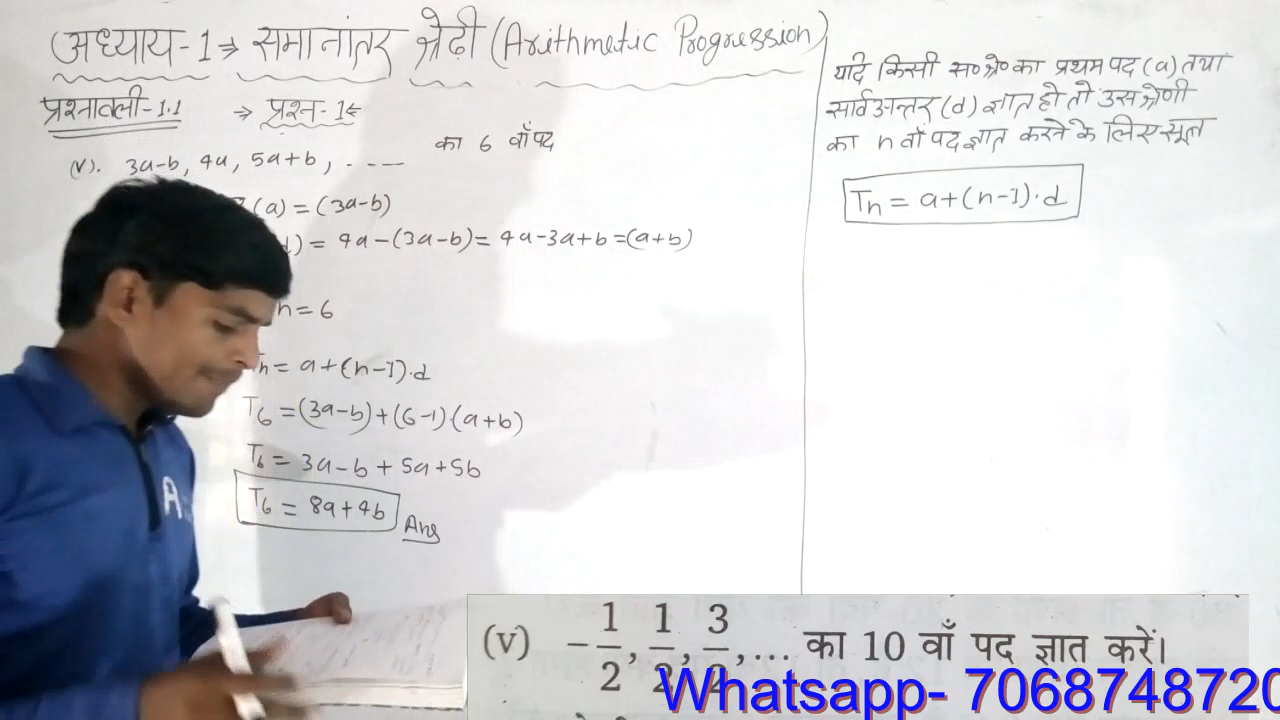 अध्याय-1⇒ समानांतर श्रेढ़ी (Arithmetic Progression)
प्रश्नावली-1.1 → प्रश्न-1⇐
(v). 3a-b, 4a, 5a+b, ..... का 6 वाँ पद
(a) = (3a-b)
) = 4a-(3a-b)= 4a-3a+b =(a+b)
n = 6
= a+(n-1).d
T6 =(3a-b)+(6-1).(a+b)
T6 = 3a-b + 5a+5b
T6 = 8a+4b Ans
यदि किसी स०श्रे० का प्रथम पद (a) तथा
सार्वअन्तर (d) ज्ञात हो तो उस श्रेणी
का n वाँ पद ज्ञात करने के लिए सूत्र
Tn = a+(n-1).d
A
(v) -1/2, 1/2, 3/2, ... का 10 वाँ पद ज्ञात करें।
Whatsapp- 7068748720